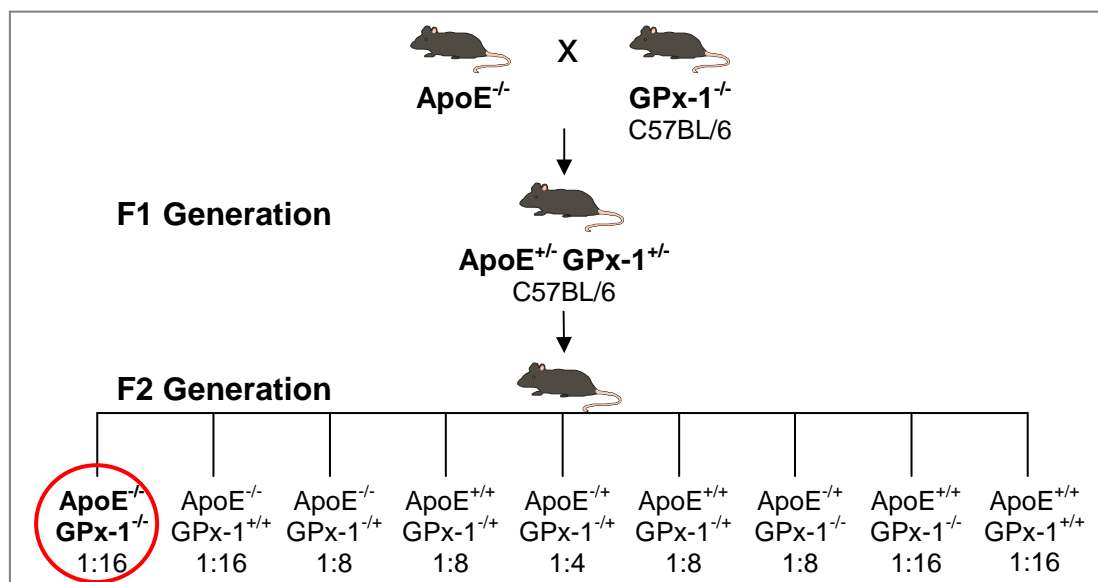 X
ApoE-/- GPx-1-/-
C57BL/6
F1 Generation
ApoE+/- GPx-1+/-
C57BL/6
F2 Generation
ApoE-/- ApoE-/- ApoE-/- ApoE+/+ ApoE-/+ ApoE+/+ ApoE-/+ ApoE+/+ ApoE+/+
GPx-1-/- GPx-1+/+ GPx-1-/+ GPx-1-/+ GPx-1-/+ GPx-1-/+ GPx-1-/- GPx-1-/- GPx-1+/+
1:16 1:16 1:8 1:8 1:4 1:8 1:8 1:16 1:16